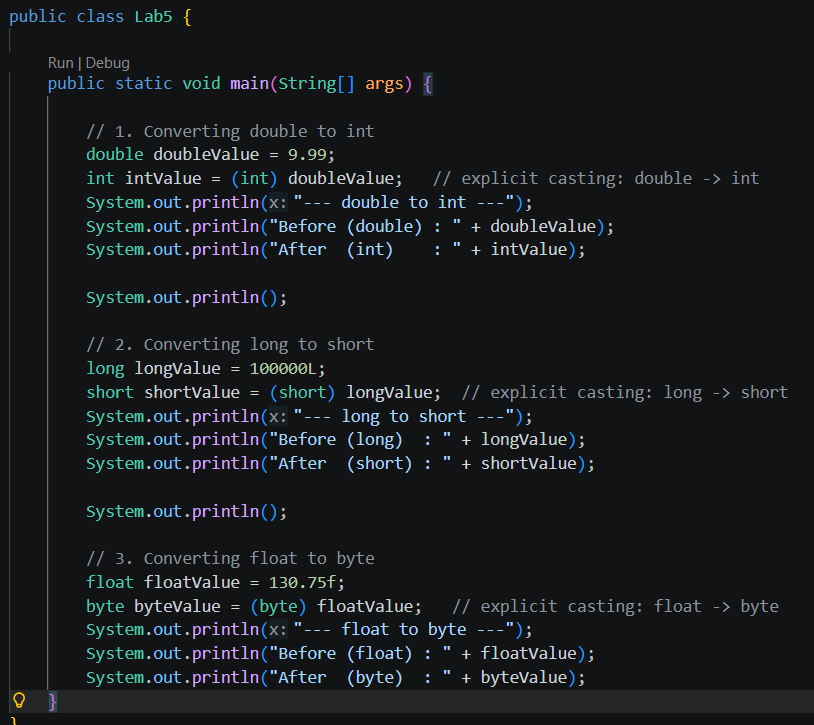 public class Lab5 {
Run | Debug
public static void main(String[] args) {
// 1. Converting double to int
double doubleValue = 9.99;
int intValue = (int) doubleValue;   // explicit casting: double -> int
System.out.println(x: "--- double to int ---");
System.out.println("Before (double) : " + doubleValue);
System.out.println("After  (int)    : " + intValue);
System.out.println();
// 2. Converting long to short
long longValue = 100000L;
short shortValue = (short) longValue;  // explicit casting: long -> short
System.out.println(x: "--- long to short ---");
System.out.println("Before (long)  : " + longValue);
System.out.println("After  (short) : " + shortValue);
System.out.println();
// 3. Converting float to byte
float floatValue = 130.75f;
byte byteValue = (byte) floatValue;   // explicit casting: float -> byte
System.out.println(x: "--- float to byte ---");
System.out.println("Before (float) : " + floatValue);
System.out.println("After  (byte)  : " + byteValue);
}
}